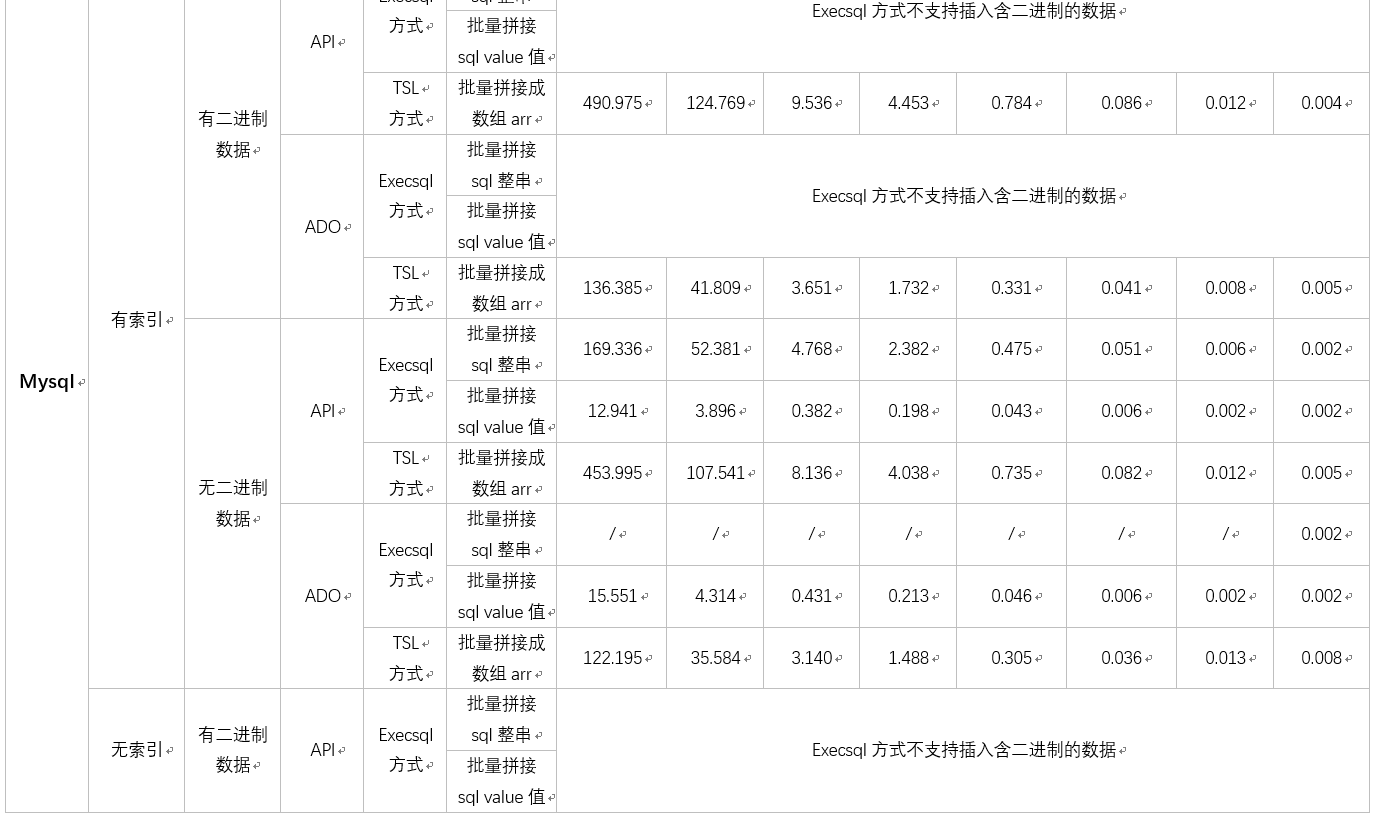 Execsql
方式
API
sql 整串
批量拼接
sql value 值
Execsql 方式不支持插入含二进制的数据
有二进制
数据
TSL
方式
批量拼接成
数组 arr
490.975 124.769 9.536 4.453 0.784 0.086 0.012 0.004
ADO
Execsql
方式
批量拼接
sql 整串
批量拼接
sql value 值
Execsql 方式不支持插入含二进制的数据
TSL
方式
批量拼接成
数组 arr
136.385 41.809 3.651 1.732 0.331 0.041 0.008 0.005
Mysql
有索引
无二进制
数据
API
Execsql
方式
批量拼接
sql 整串
169.336 52.381 4.768 2.382 0.475 0.051 0.006 0.002
批量拼接
sql value 值
12.941 3.896 0.382 0.198 0.043 0.006 0.002 0.002
TSL
方式
批量拼接成
数组 arr
453.995 107.541 8.136 4.038 0.735 0.082 0.012 0.005
ADO
Execsql
方式
批量拼接
sql 整串
/ / / / / / / 0.002
批量拼接
sql value 值
15.551 4.314 0.431 0.213 0.046 0.006 0.002 0.002
TSL
方式
批量拼接成
数组 arr
122.195 35.584 3.140 1.488 0.305 0.036 0.013 0.008
无索引
有二进制
数据
API
Execsql
方式
批量拼接
sql 整串
批量拼接
sql value 值
Execsql 方式不支持插入含二进制的数据